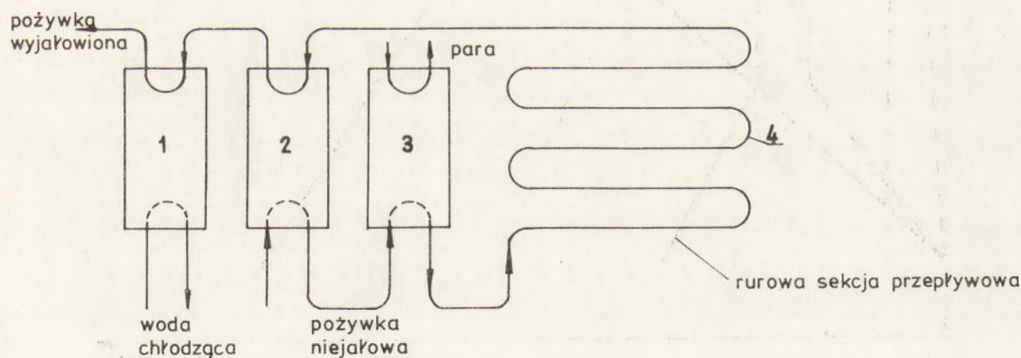 pożywka
wyjałowiona
para
1
2
3
4
rurowa sekcja przepływowa
woda
chłodząca
pożywka
niejałowa